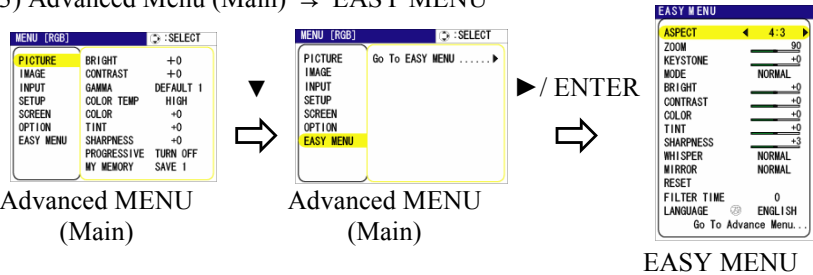 3) Advanced Menu (Main) → EASY MENU
MENU [RGB] :SELECT
PICTURE BRIGHT +0
IMAGE CONTRAST +0
INPUT GAMMA DEFAULT 1
SETUP COLOR TEMP HIGH
SCREEN COLOR +0
OPTION TINT +0
EASY MENU SHARPNESS +0
PROGRESSIVE TURN OFF
MY MEMORY SAVE 1
Advanced MENU
(Main)
▼
MENU [RGB] :SELECT
PICTURE Go To EASY MENU ......▶
IMAGE
INPUT
SETUP
SCREEN
OPTION
EASY MENU
Advanced MENU
(Main)
▶/ ENTER
EASY MENU
ASPECT ◀ 4:3 ▶
ZOOM 90
KEYSTONE +0
MODE NORMAL
BRIGHT +0
CONTRAST +0
COLOR +0
TINT +0
SHARPNESS +3
WHISPER NORMAL
MIRROR NORMAL
RESET
FILTER TIME 0
LANGUAGE ENGLISH
Go To Advance Menu...
EASY MENU